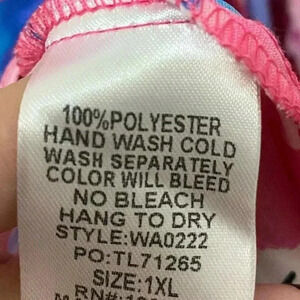 100%POLYESTER
HAND WASH COLD
WASH SEPARATELY
COLOR WILL BLEED
NO BLEACH
HANG TO DRY
STYLE:WA0222
PO:TL71265
SIZE:1XL
RN#: